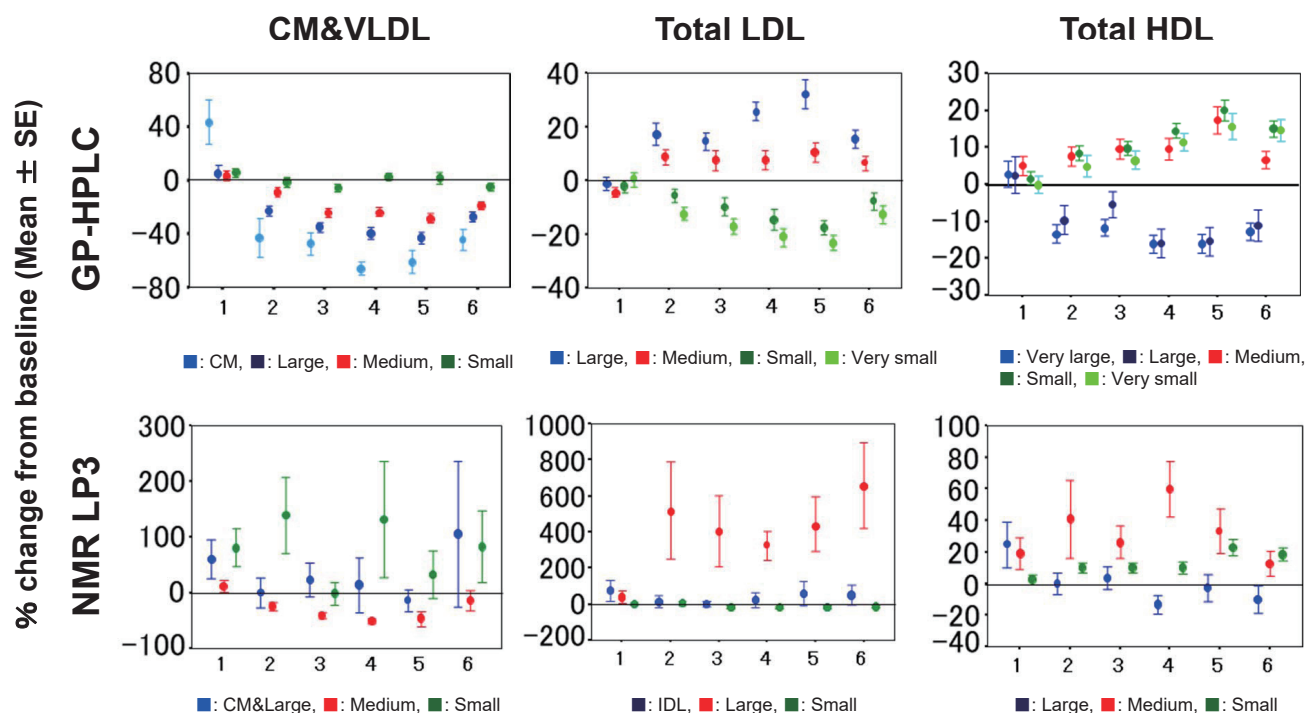 CM&VLDL
Total LDL
Total HDL
% change from baseline (Mean ± SE)
GP-HPLC
80
40
0
−40
−80
1 2 3 4 5 6
■: CM, ■: Large, ■: Medium, ■: Small
40
20
0
−20
−40
1 2 3 4 5 6
■: Large, ■: Medium, ■: Small, ■: Very small
30
20
10
0
−10
−20
−30
1 2 3 4 5 6
■: Very large, ■: Large, ■: Medium,
■: Small, ■: Very small
NMR LP3
300
200
100
0
−100
1 2 3 4 5 6
■: CM&Large, ■: Medium, ■: Small
1000
800
600
400
200
0
−200
1 2 3 4 5 6
■: IDL, ■: Large, ■: Small
100
80
60
40
20
0
−20
−40
1 2 3 4 5 6
■: Large, ■: Medium, ■: Small